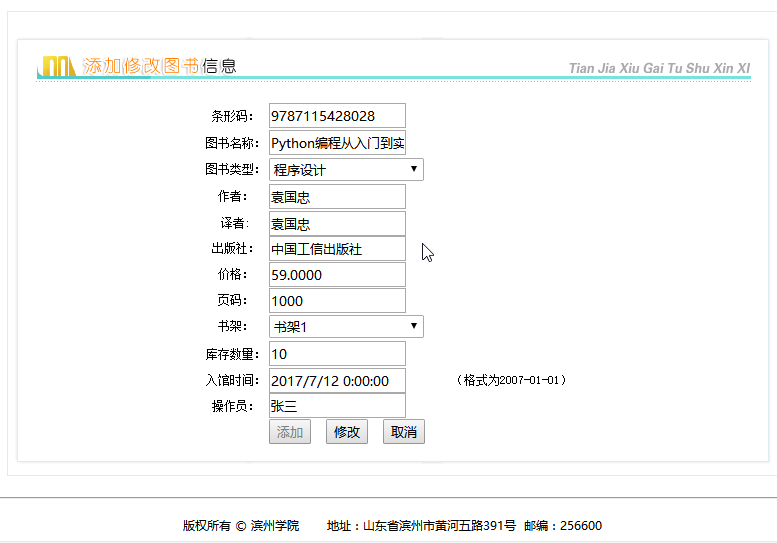 添加修改图书信息 Tian Jia Xiu Gai Tu Shu Xin XI
条形码： 9787115428028
图书名称： Python编程从入门到实
图书类型： 程序设计
作者： 袁国忠
译者： 袁国忠
出版社： 中国工信出版社
价格： 59.0000
页码： 1000
书架： 书架1
库存数量： 10
入馆时间： 2017/7/12 0:00:00 （格式为2007-01-01）
操作员： 张三
添加 修改 取消
版权所有 © 滨州学院 地址：山东省滨州市黄河五路391号 邮编：256600